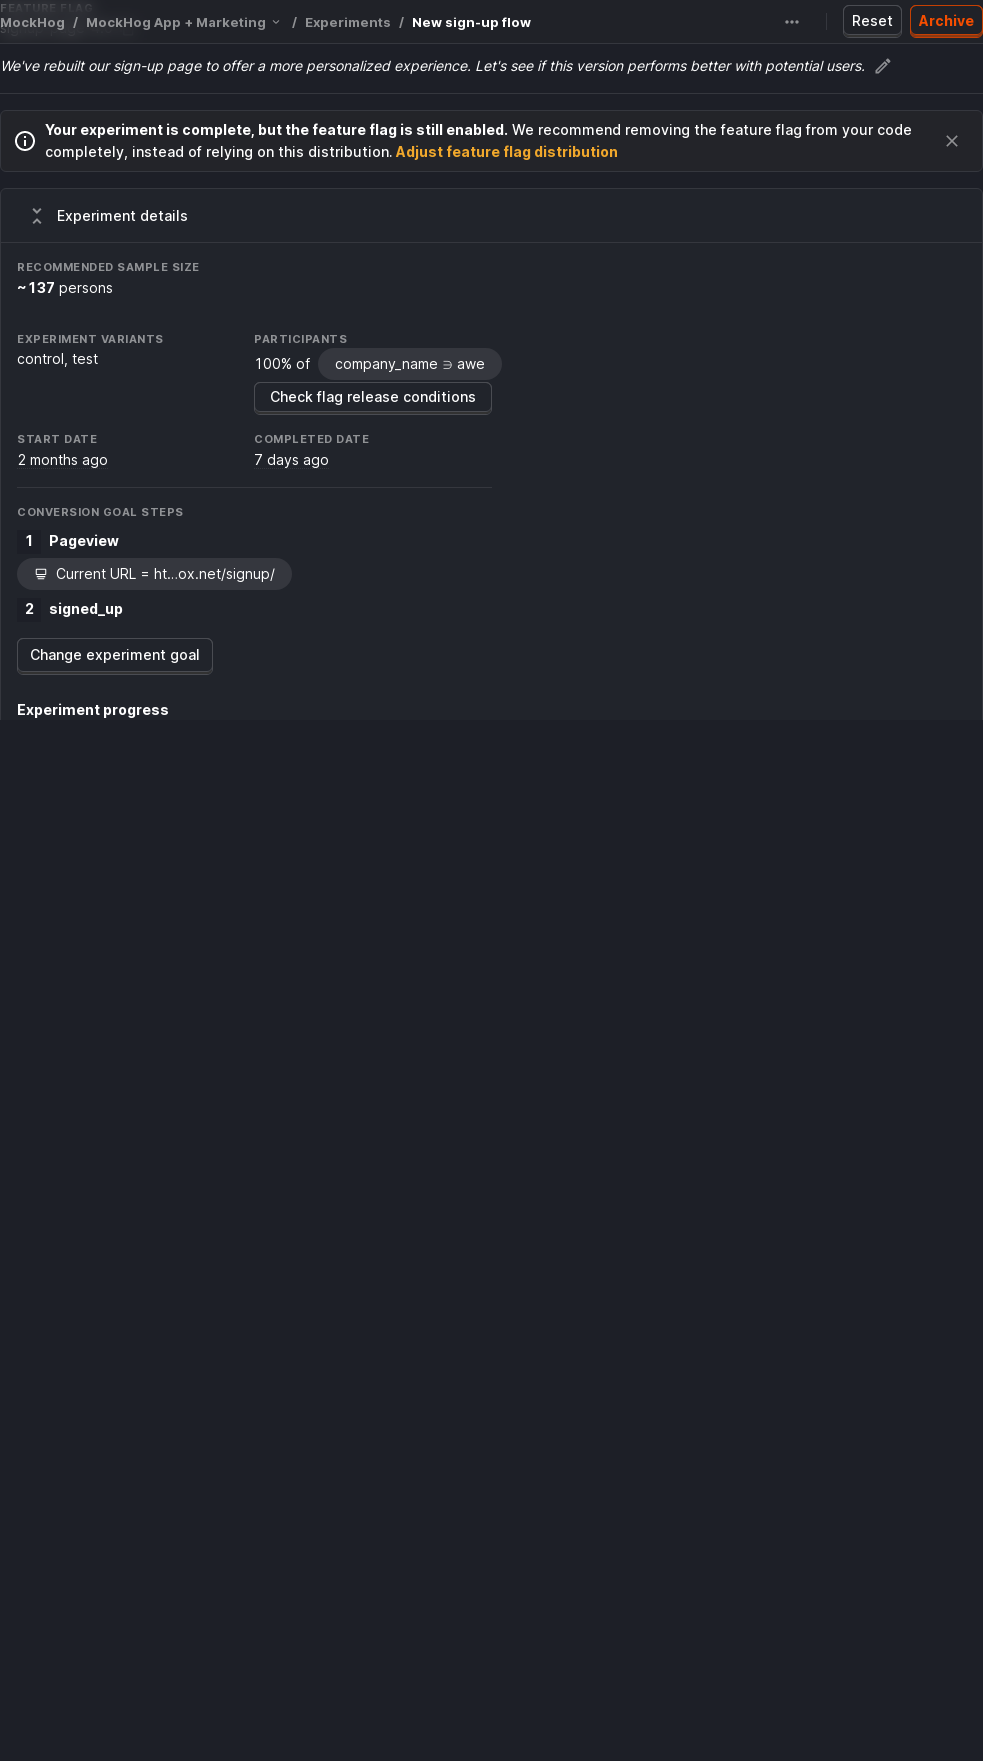 FEATURE FLAG
MockHog / MockHog App + Marketing / Experiments / New sign-up flow ••• Reset Archive
We've rebuilt our sign-up page to offer a more personalized experience. Let's see if this version performs better with potential users.
Your experiment is complete, but the feature flag is still enabled. We recommend removing the feature flag from your code
completely, instead of relying on this distribution. Adjust feature flag distribution
Experiment details
RECOMMENDED SAMPLE SIZE
~137 persons
EXPERIMENT VARIANTS PARTICIPANTS
control, test 100% of company_name ∋ awe
Check flag release conditions
START DATE COMPLETED DATE
2 months ago 7 days ago
CONVERSION GOAL STEPS
1 Pageview
Current URL = ht...ox.net/signup/
2 signed_up
Change experiment goal
Experiment progress